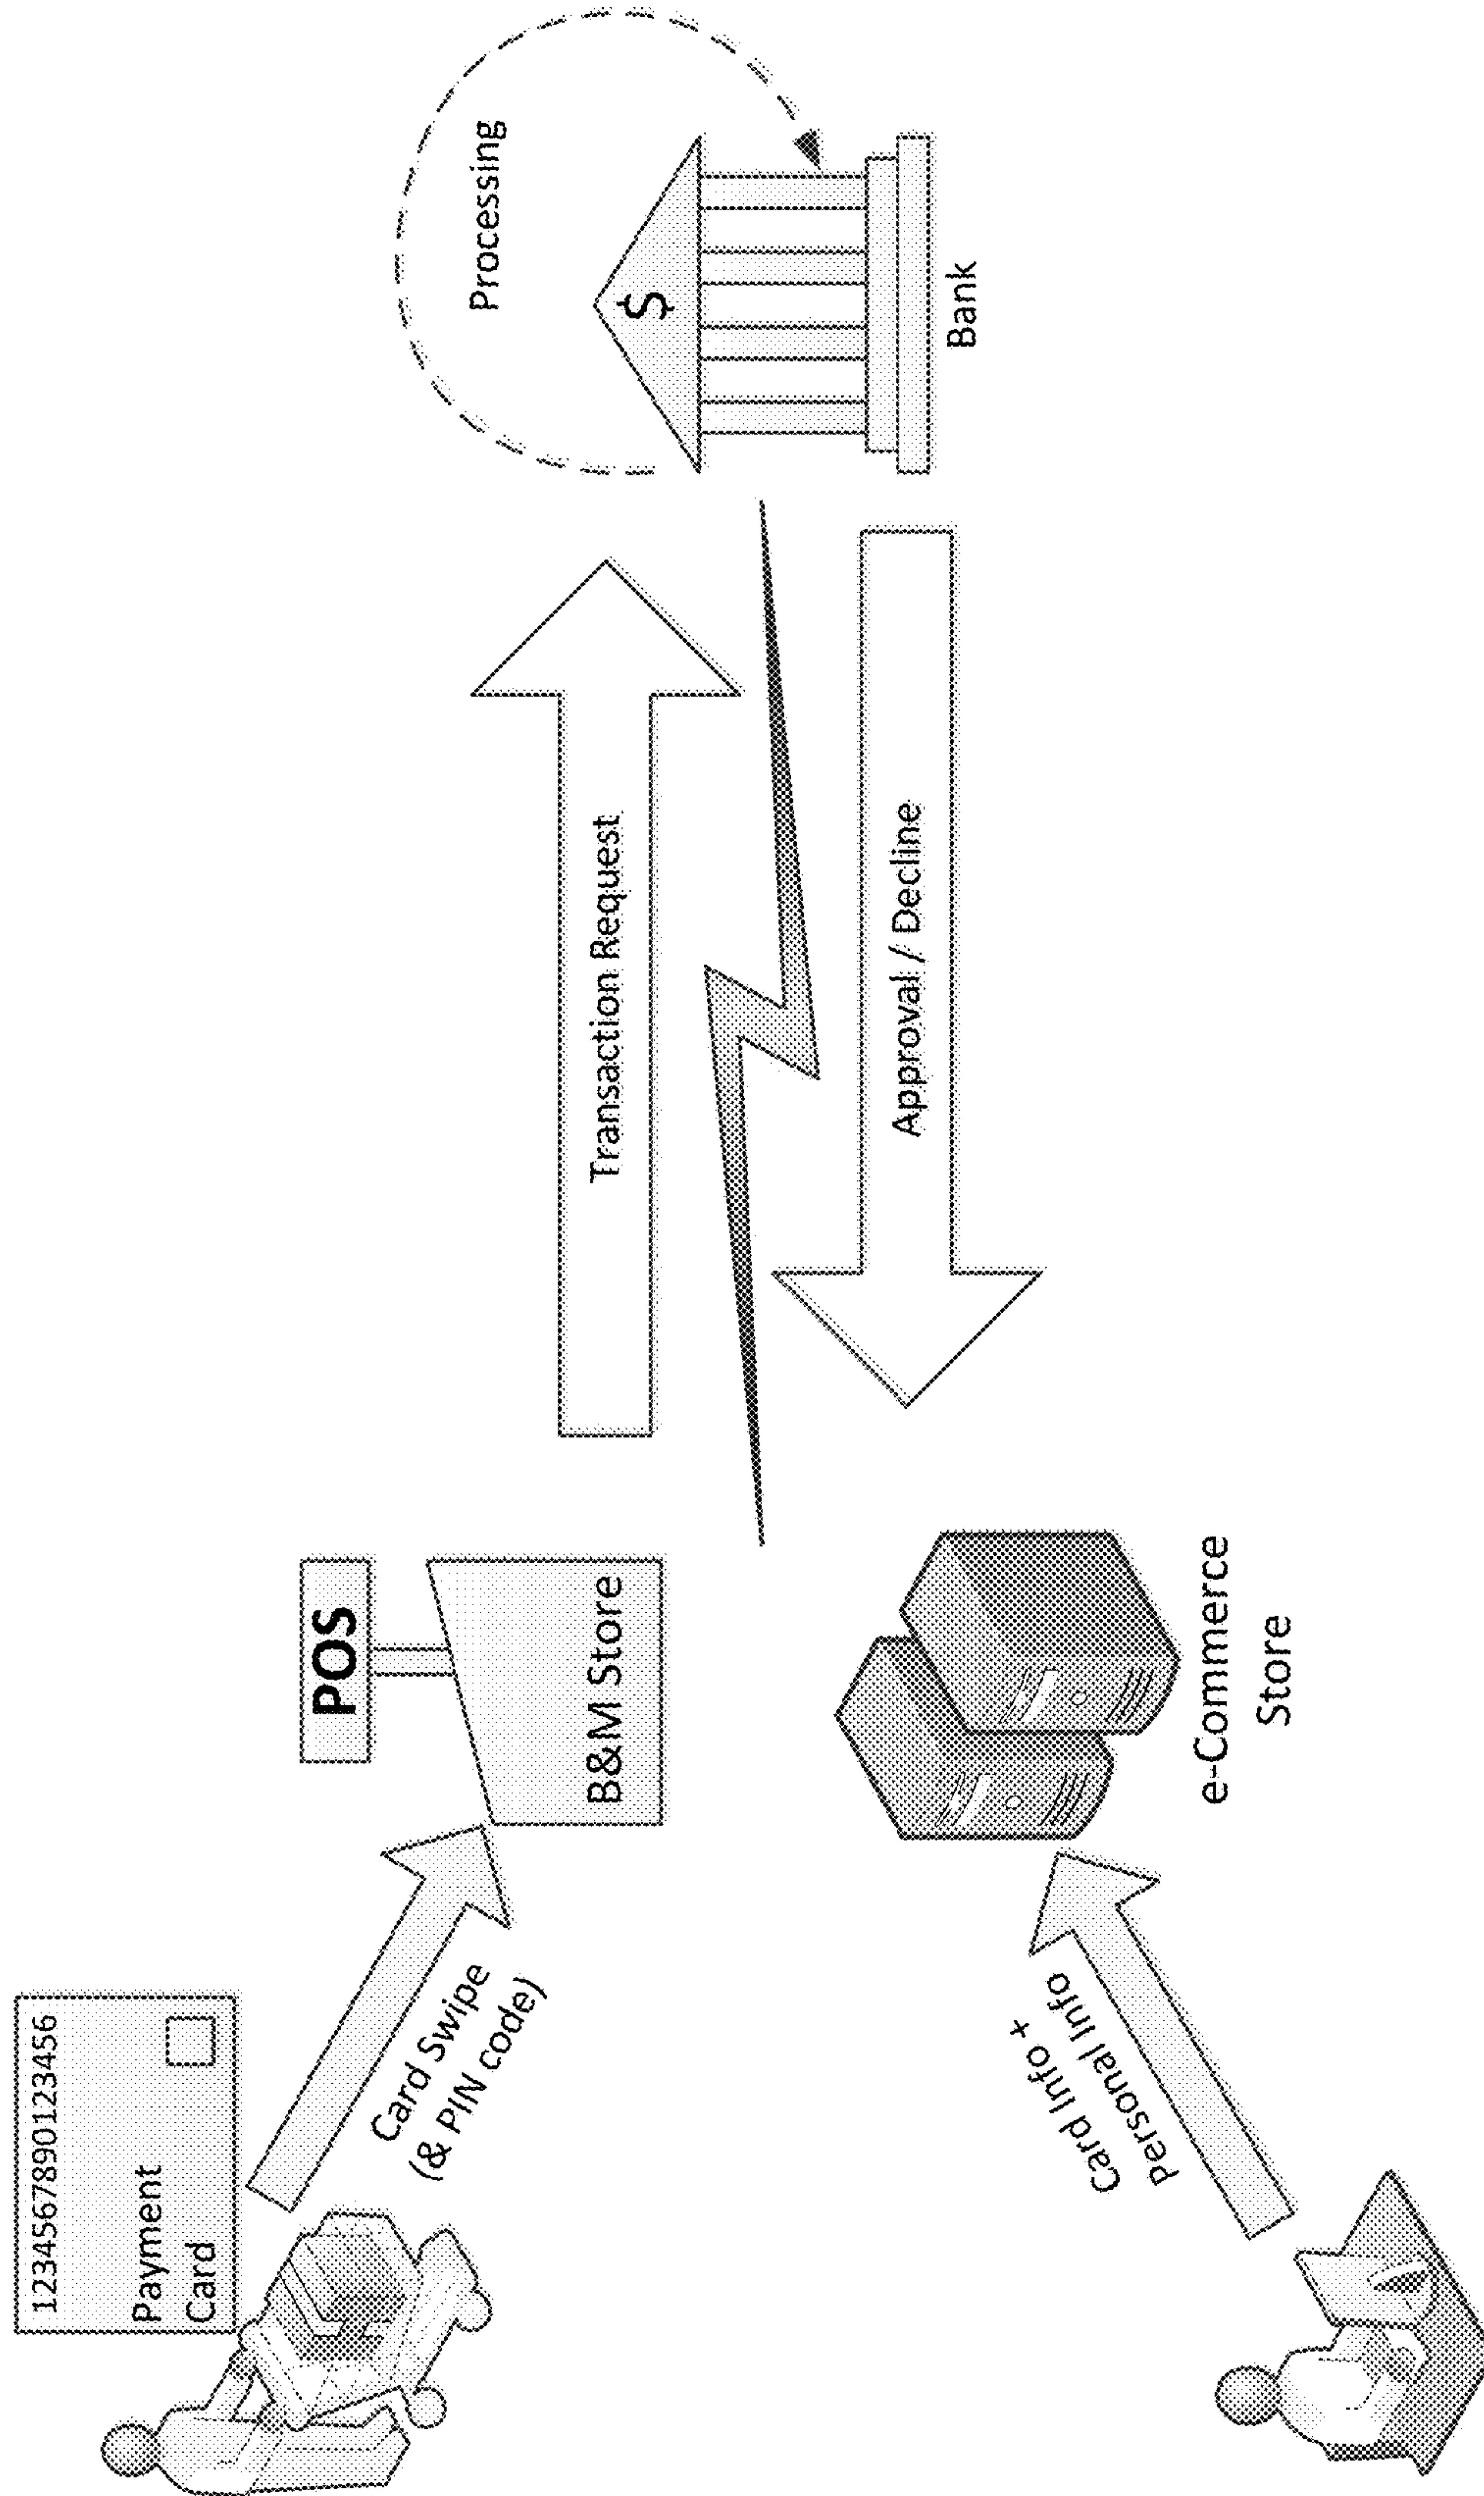 1234567890123456
Payment
Card
Card Swipe
(& PIN code)
POS
B&M Store
Card Info +
Personal Info
e-Commerce
Store
Transaction Request
Approval / Decline
Processing
$
Bank